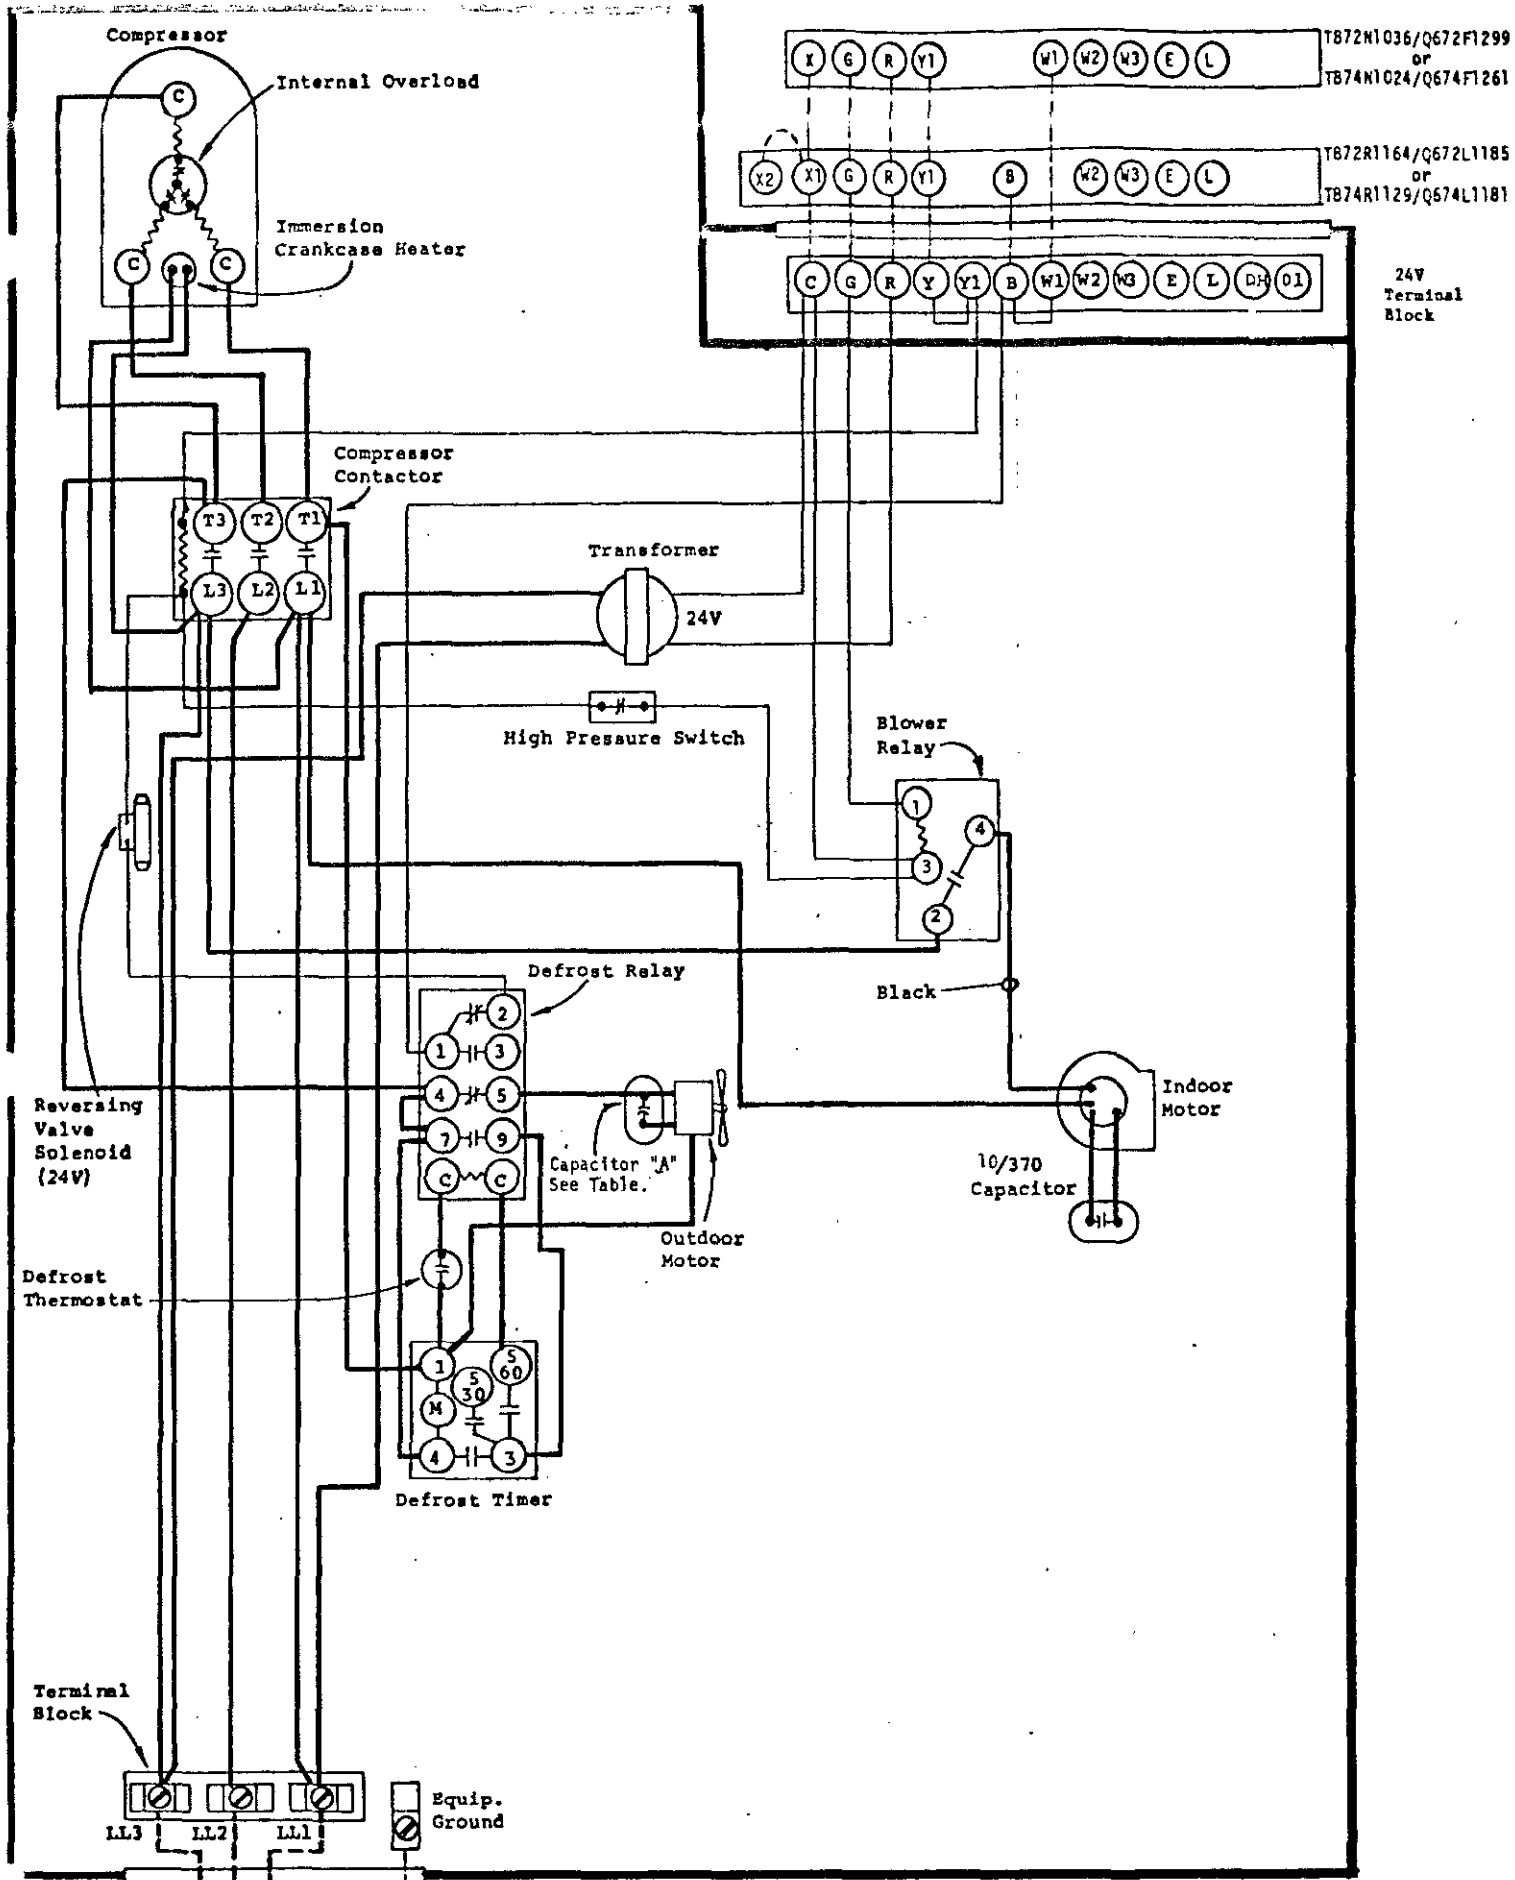 Compressor
C
Internal Overload
Immersion
Crankcase Heater
C
C
X G R Y1 W1 W2 W3 E L
T872N1036/Q672F1299
or
T874N1024/Q674F1261
X2 X1 G R Y1 B W2 W3 E L
T872R1164/Q672L1185
or
T874R1129/Q674L1181
C G R Y Y1 B W1 W2 W3 E L DH O1
24V
Terminal
Block
Compressor
Contactor
T3 T2 T1
L3 L2 L1
Transformer
24V
High Pressure Switch
Blower
Relay
1
4
3
2
Black
Defrost Relay
2
1 3
4 5
7 9
C C
Reversing
Valve
Solenoid
(24V)
Capacitor "A"
See Table.
Outdoor
Motor
Indoor
Motor
10/370
Capacitor
Defrost
Thermostat
1
S
60
S
30
M
4 3
Defrost Timer
Terminal
Block
LL3 LL2 LL1
Equip.
Ground